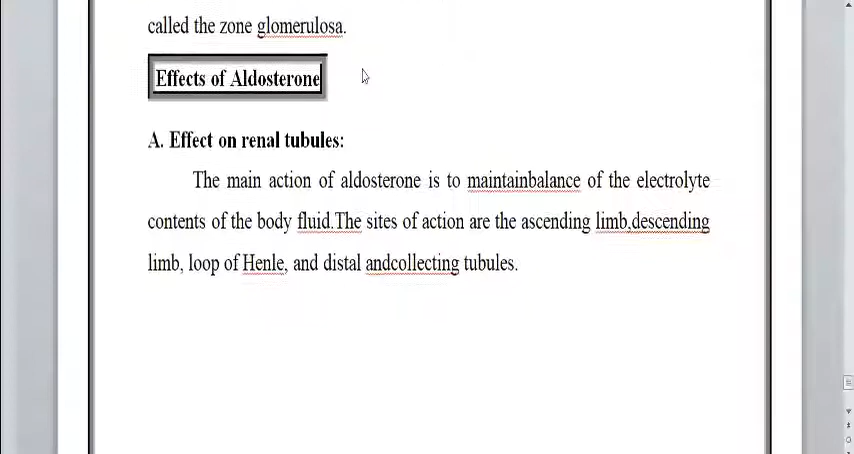 called the zone glomerulosa.
Effects of Aldosterone
A. Effect on renal tubules:
The main action of aldosterone is to maintainbalance of the electrolyte
contents of the body fluid.The sites of action are the ascending limb,descending
limb, loop of Henle, and distal andcollecting tubules.